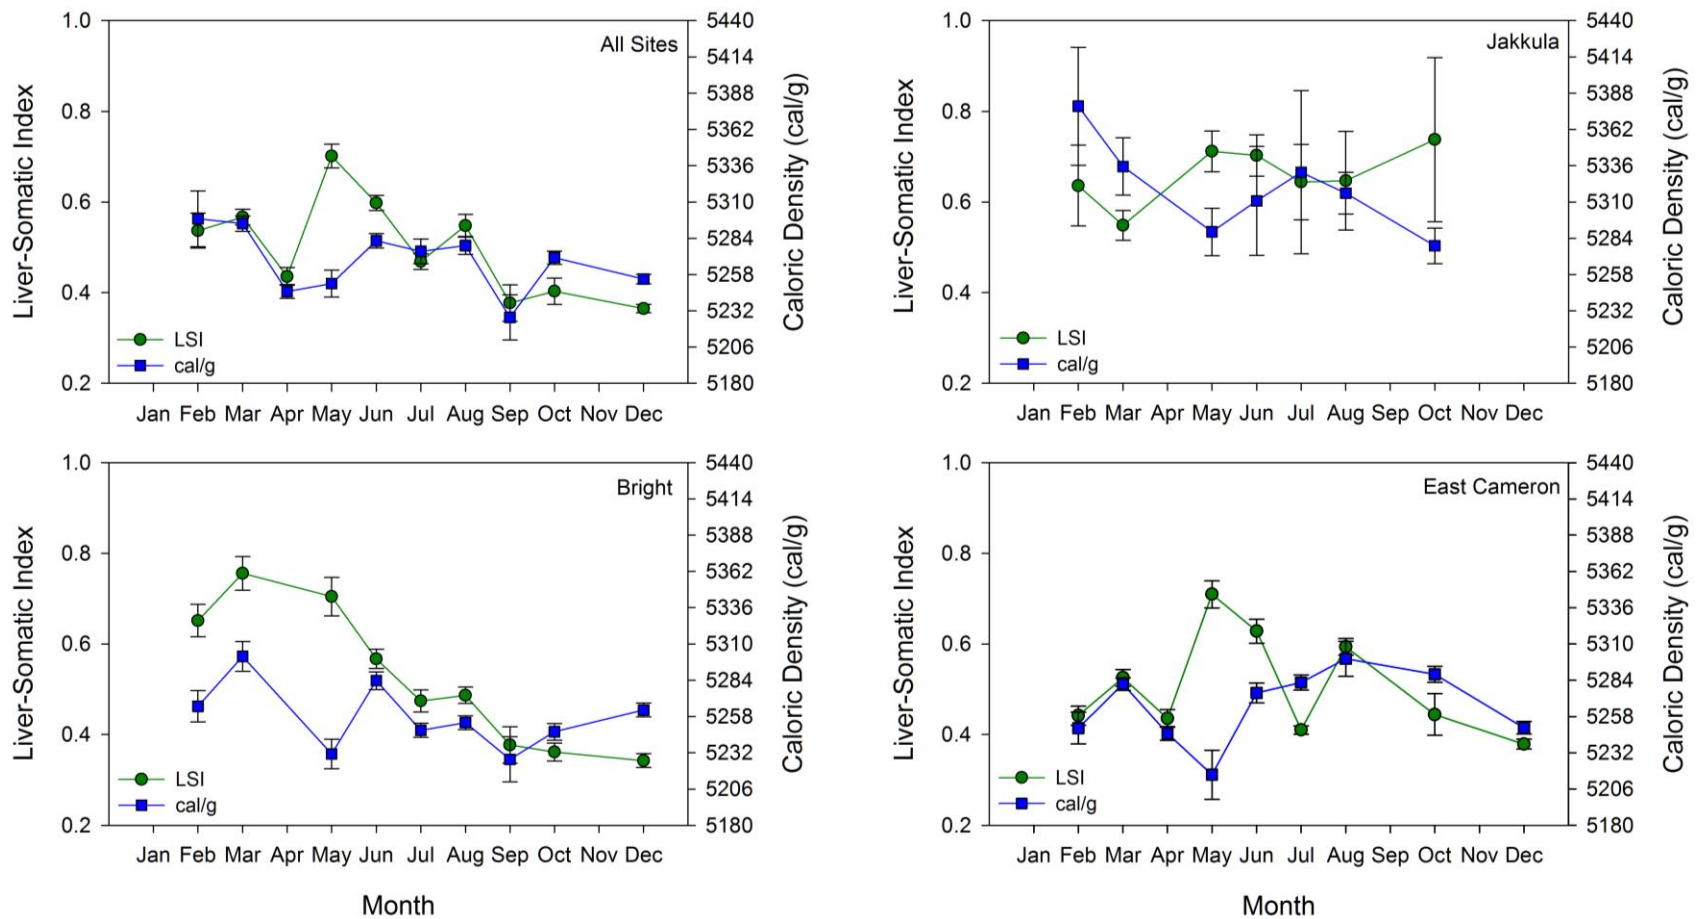 All Sites
Liver-Somatic Index
1.0
0.8
0.6
0.4
0.2
Caloric Density (cal/g)
5440
5414
5388
5362
5336
5310
5284
5258
5232
5206
5180
LSI
cal/g
Jan Feb Mar Apr May Jun Jul Aug Sep Oct Nov Dec
Jakkula
Liver-Somatic Index
1.0
0.8
0.6
0.4
0.2
Caloric Density (cal/g)
5440
5414
5388
5362
5336
5310
5284
5258
5232
5206
5180
LSI
cal/g
Jan Feb Mar Apr May Jun Jul Aug Sep Oct Nov Dec
Bright
Liver-Somatic Index
1.0
0.8
0.6
0.4
0.2
Caloric Density (cal/g)
5440
5414
5388
5362
5336
5310
5284
5258
5232
5206
5180
LSI
cal/g
Jan Feb Mar Apr May Jun Jul Aug Sep Oct Nov Dec
Month
East Cameron
Liver-Somatic Index
1.0
0.8
0.6
0.4
0.2
Caloric Density (cal/g)
5440
5414
5388
5362
5336
5310
5284
5258
5232
5206
5180
LSI
cal/g
Jan Feb Mar Apr May Jun Jul Aug Sep Oct Nov Dec
Month